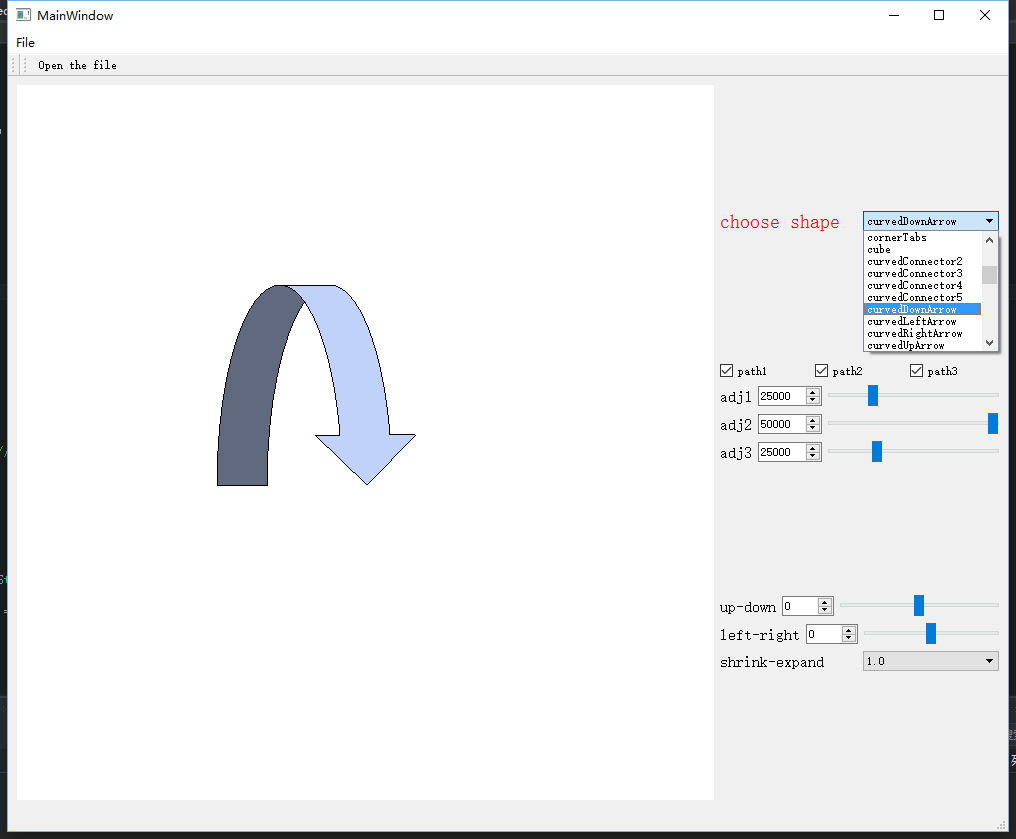 MainWindow
File
Open the file
choose shape
curvedDownArrow
cornerTabs
cube
curvedConnector2
curvedConnector3
curvedConnector4
curvedConnector5
curvedDownArrow
curvedLeftArrow
curvedRightArrow
curvedUpArrow
path1 path2 path3
adj1 25000
adj2 50000
adj3 25000
up-down 0
left-right 0
shrink-expand 1.0